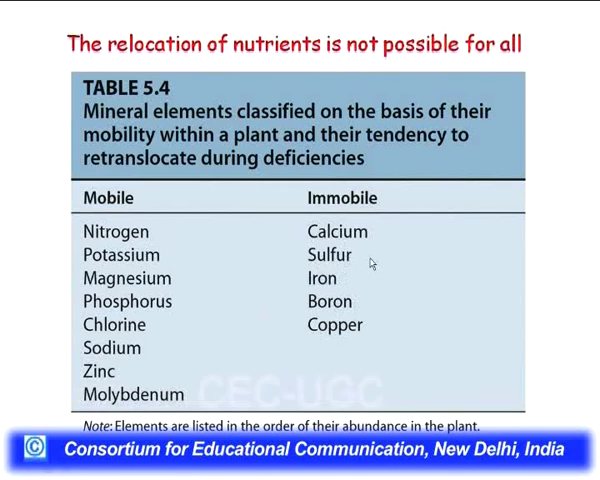 The relocation of nutrients is not possible for all
TABLE 5.4
Mineral elements classified on the basis of their
mobility within a plant and their tendency to
retranslocate during deficiencies
Mobile Immobile
Nitrogen Calcium
Potassium Sulfur
Magnesium Iron
Phosphorus Boron
Chlorine Copper
Sodium
Zinc
Molybdenum
CEC-UGC
Note: Elements are listed in the order of their abundance in the plant.
© Consortium for Educational Communication, New Delhi, India